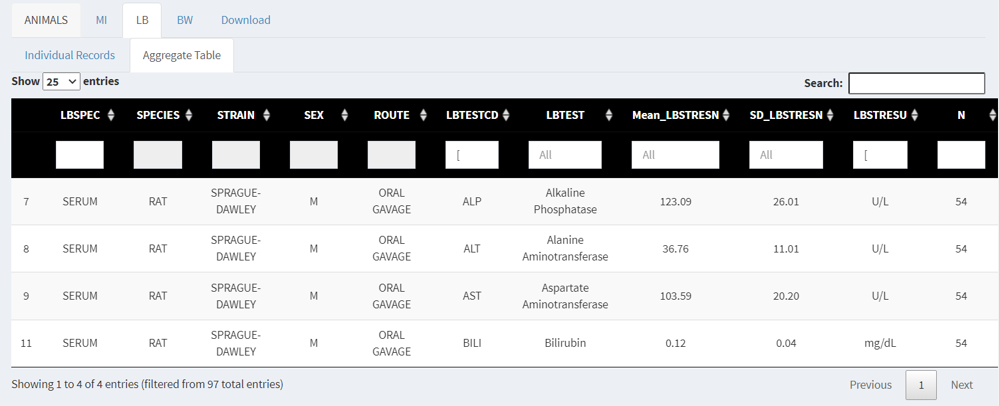 ANIMALS MI LB BW Download
Individual Records Aggregate Table
Show 25 entries Search:
LBSPEC SPECIES STRAIN SEX ROUTE LBTESTCD LBTEST Mean_LBSTRESN SD_LBSTRESN LBSTRESU N
[ All All All [
7 SERUM RAT SPRAGUE-DAWLEY M ORAL GAVAGE ALP Alkaline Phosphatase 123.09 26.01 U/L 54
8 SERUM RAT SPRAGUE-DAWLEY M ORAL GAVAGE ALT Alanine Aminotransferase 36.76 11.01 U/L 54
9 SERUM RAT SPRAGUE-DAWLEY M ORAL GAVAGE AST Aspartate Aminotransferase 103.59 20.20 U/L 54
11 SERUM RAT SPRAGUE-DAWLEY M ORAL GAVAGE BILI Bilirubin 0.12 0.04 mg/dL 54
Showing 1 to 4 of 4 entries (filtered from 97 total entries) Previous 1 Next